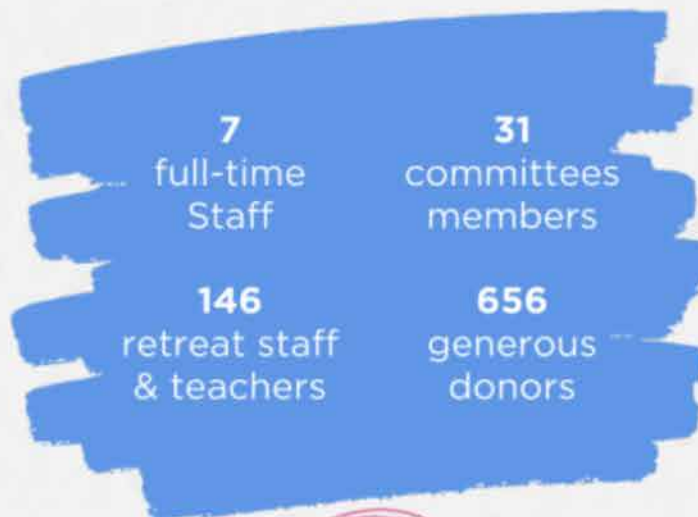 7
full-time
Staff
31
committees
members
146
retreat staff
& teachers
656
generous
donors